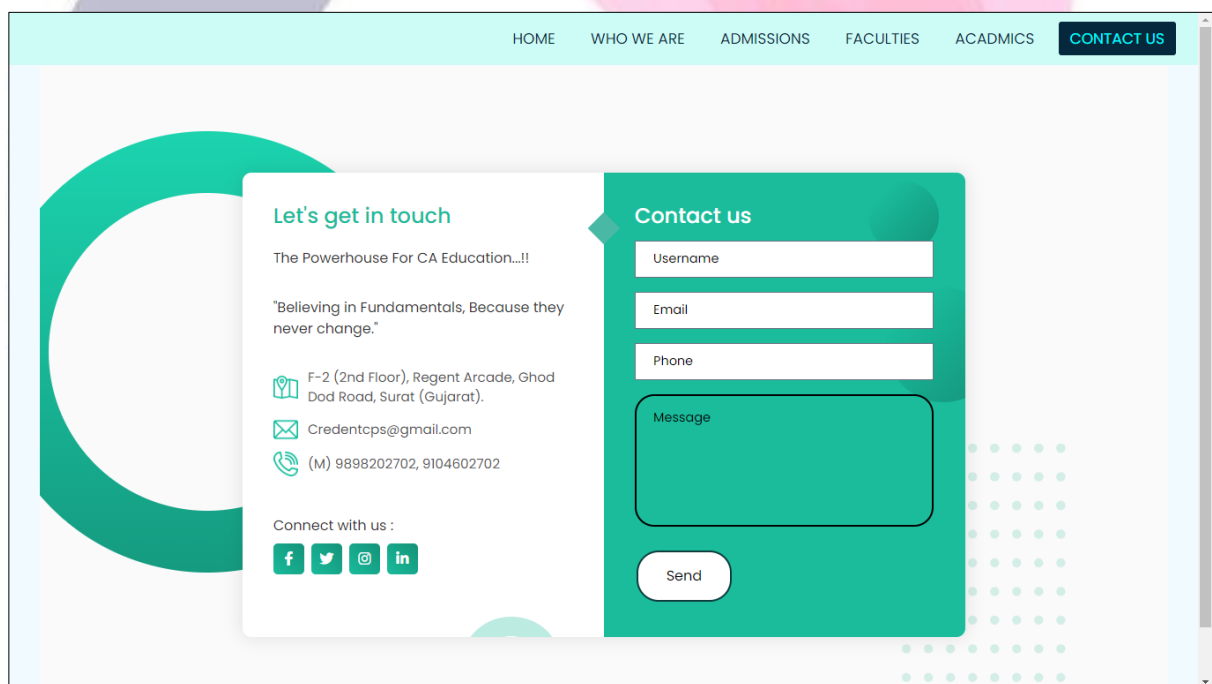 HOME WHO WE ARE ADMISSIONS FACULTIES ACADMICS CONTACT US
Let's get in touch
The Powerhouse For CA Education...!!
"Believing in Fundamentals, Because they
never change."
F-2 (2nd Floor), Regent Arcade, Ghod
Dod Road, Surat (Gujarat).
Credentcps@gmail.com
(M) 9898202702, 9104602702
Connect with us :
Contact us
Username
Email
Phone
Message
Send